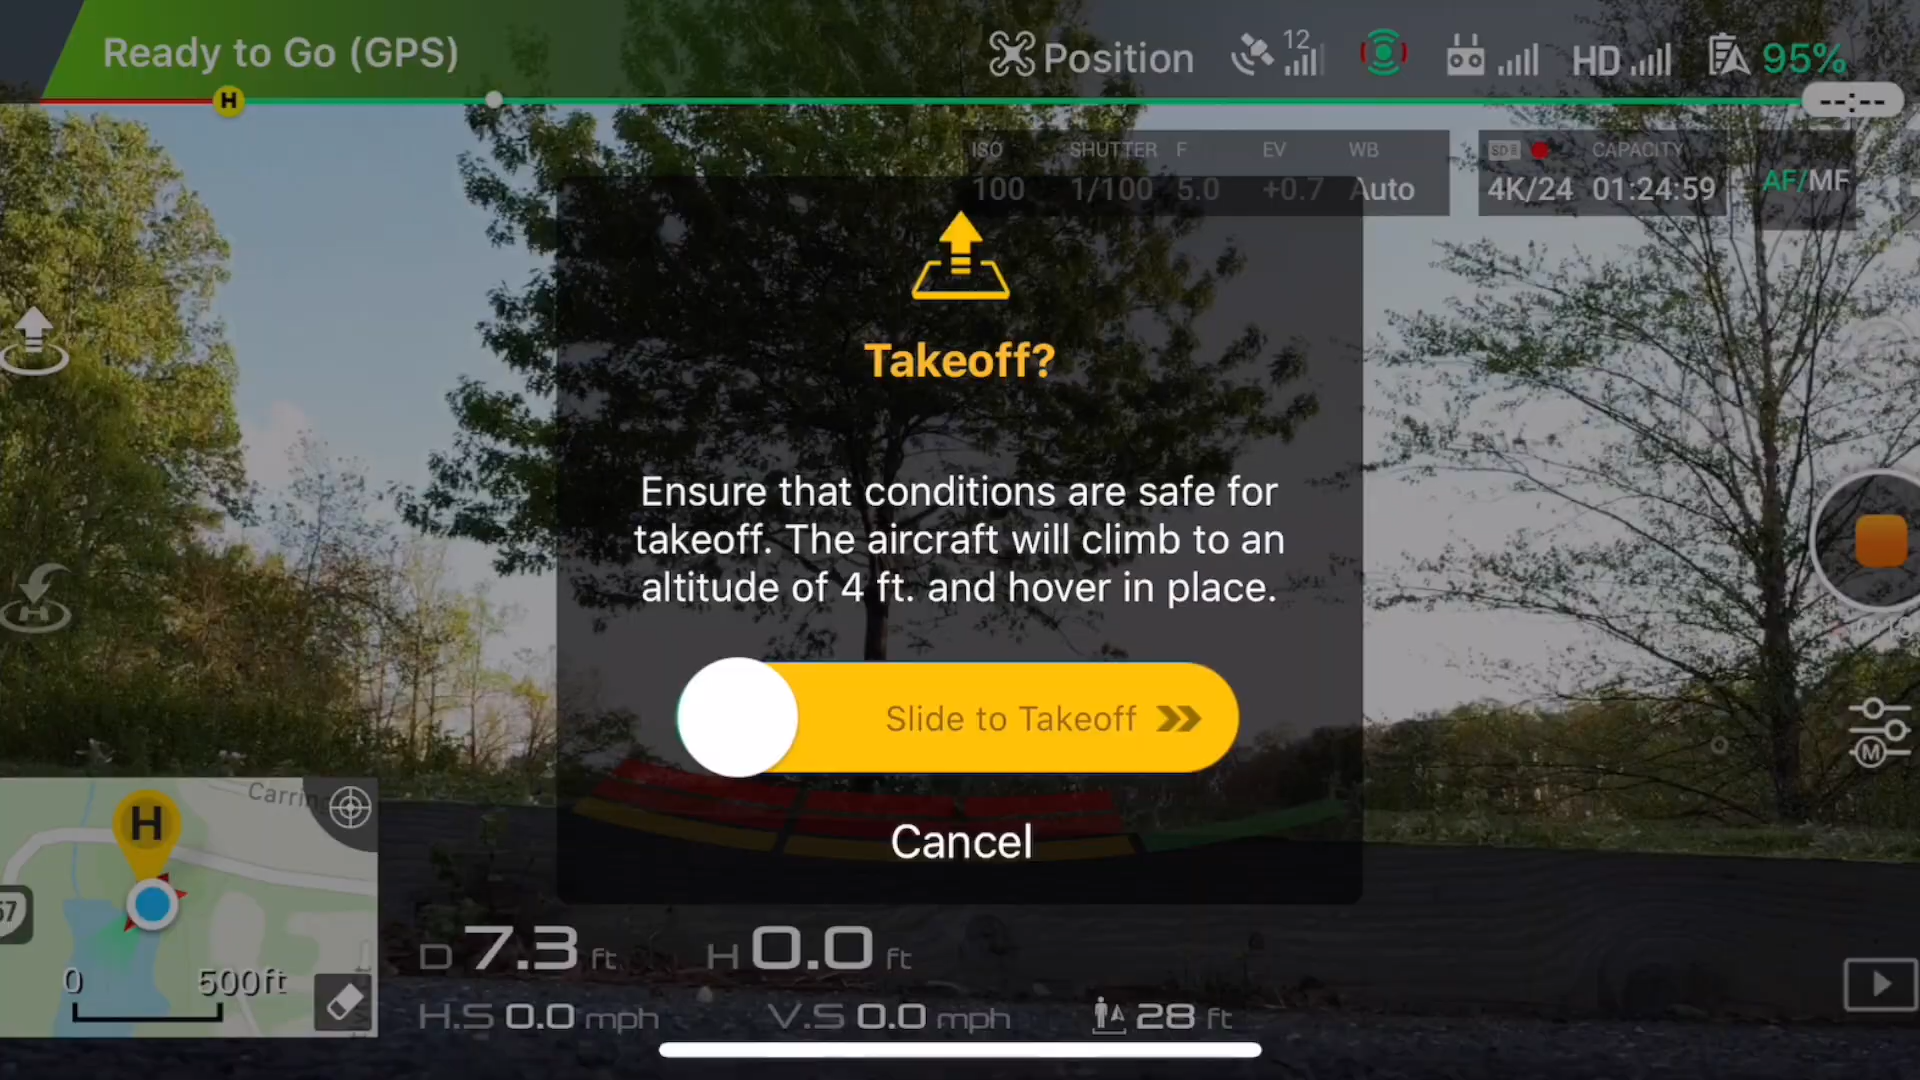 Ready to Go (GPS)
Position
12
HD
95%
H
--:--
ISO SHUTTER F EV WB
100 1/100 5.0 +0.7 Auto
SD CAPACITY
4K/24 01:24:59
AF/MF
Takeoff?
Ensure that conditions are safe for
takeoff. The aircraft will climb to an
altitude of 4 ft. and hover in place.
Slide to Takeoff
Cancel
H
M
Carrin
H
57
0 500ft
D 7.3 ft H 0.0 ft
H.S 0.0 mph V.S 0.0 mph 28 ft